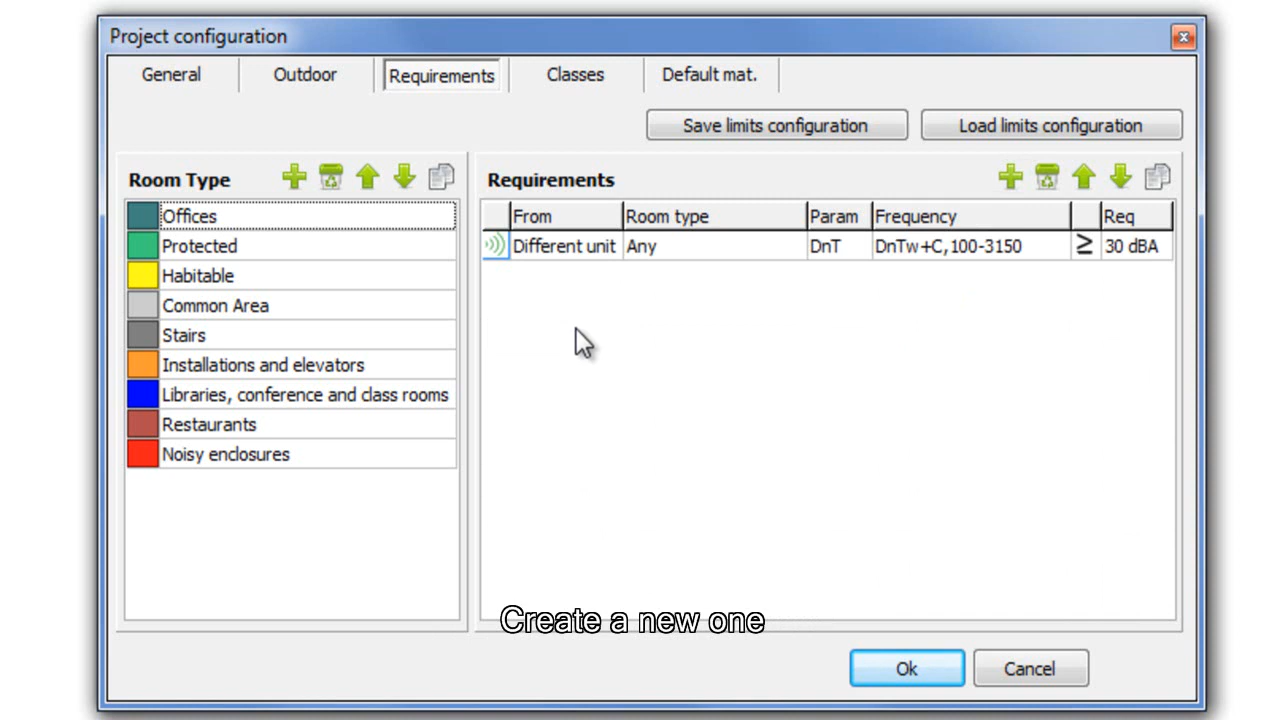 Project configuration
General
Outdoor
Requirements
Classes
Default mat.
Save limits configuration
Load limits configuration
Room Type
Offices
Protected
Habitable
Common Area
Stairs
Installations and elevators
Libraries, conference and class rooms
Restaurants
Noisy enclosures
Requirements
From Room type Param Frequency Req
Different unit Any DnT DnTw+C,100-3150 ≥ 30 dBA
Create a new one
Ok
Cancel